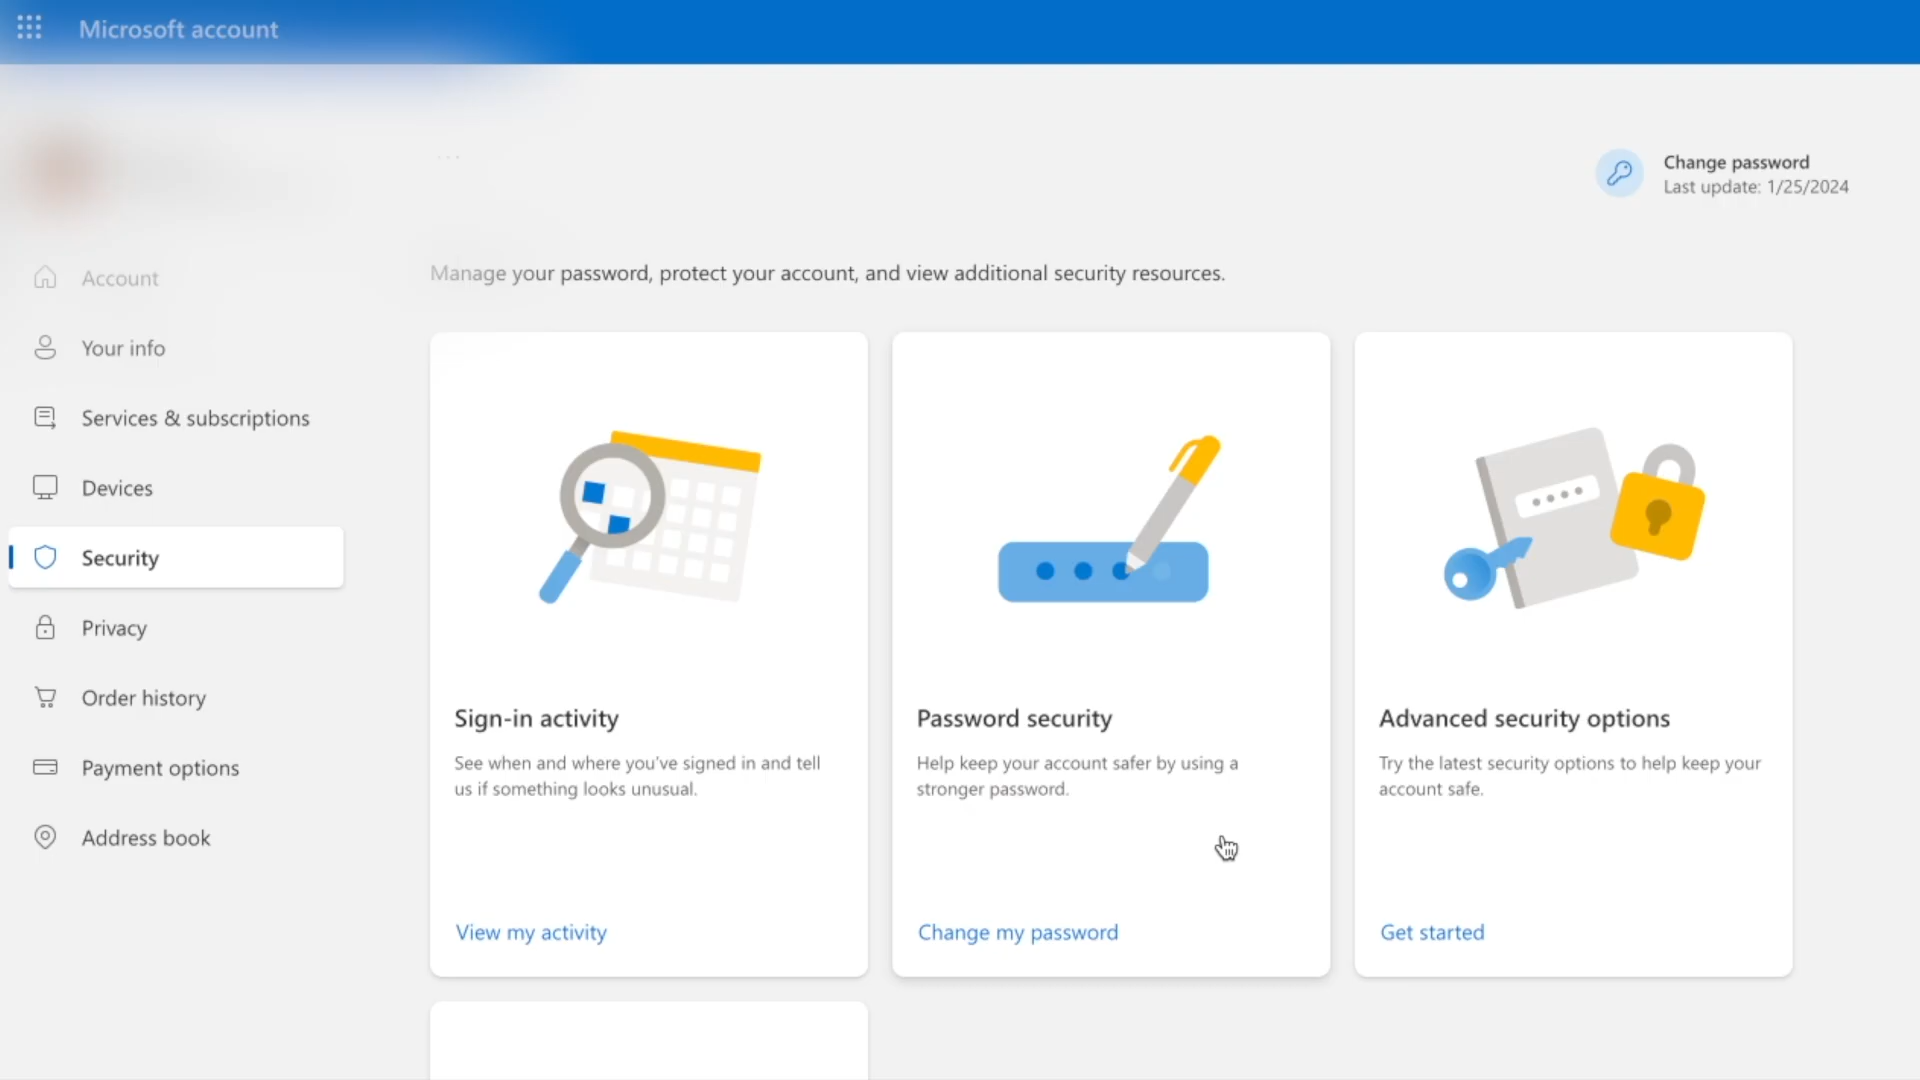 Microsoft account
Change password
Last update: 1/25/2024
Manage your password, protect your account, and view additional security resources.
Account
Your info
Services & subscriptions
Devices
Security
Privacy
Order history
Payment options
Address book
Sign-in activity
See when and where you've signed in and tell
us if something looks unusual.
View my activity
Password security
Help keep your account safer by using a
stronger password.
Change my password
Advanced security options
Try the latest security options to help keep your
account safe.
Get started